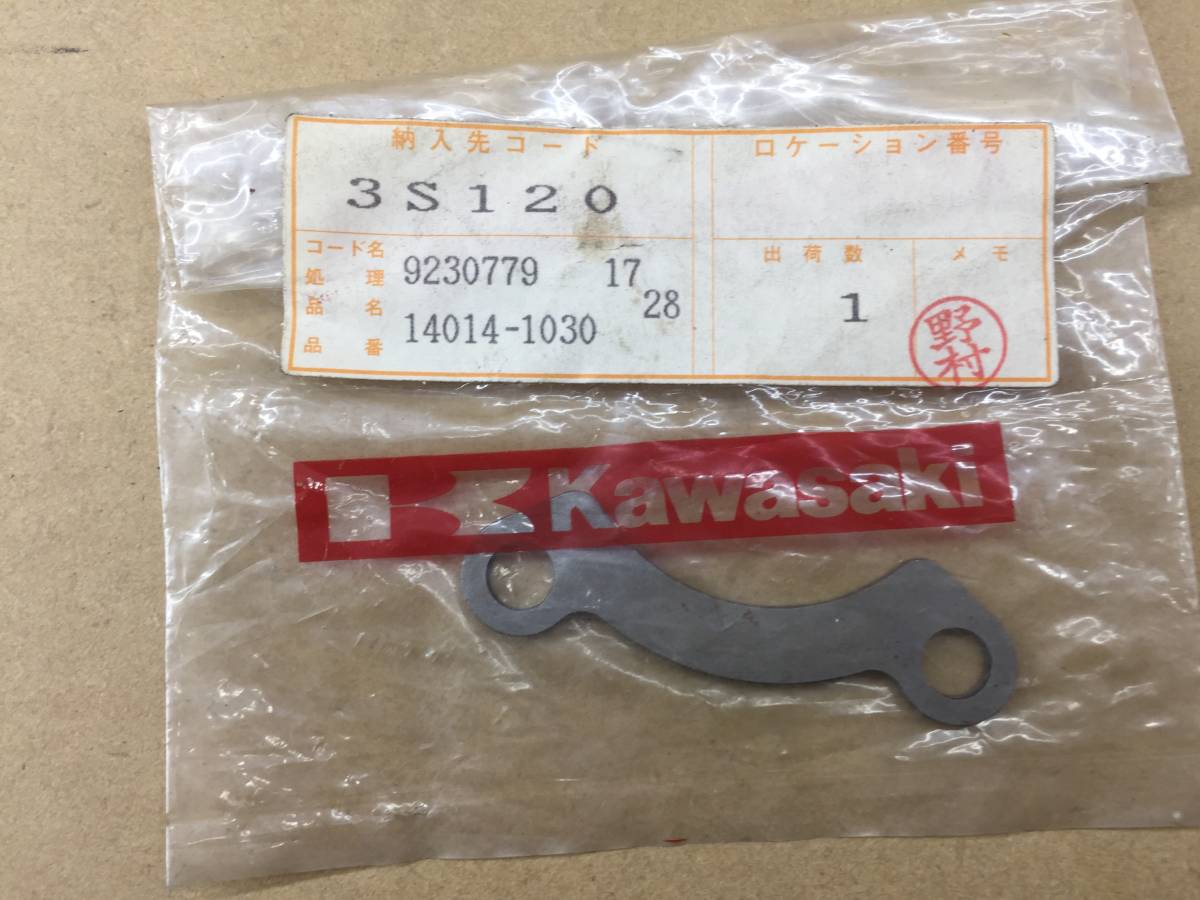 納入先コード
ロケーション番号
3S120
コード名
処理
9230779 17
出荷数
メモ
品名
28
1
品番
14014-1030
野村
Kawasaki